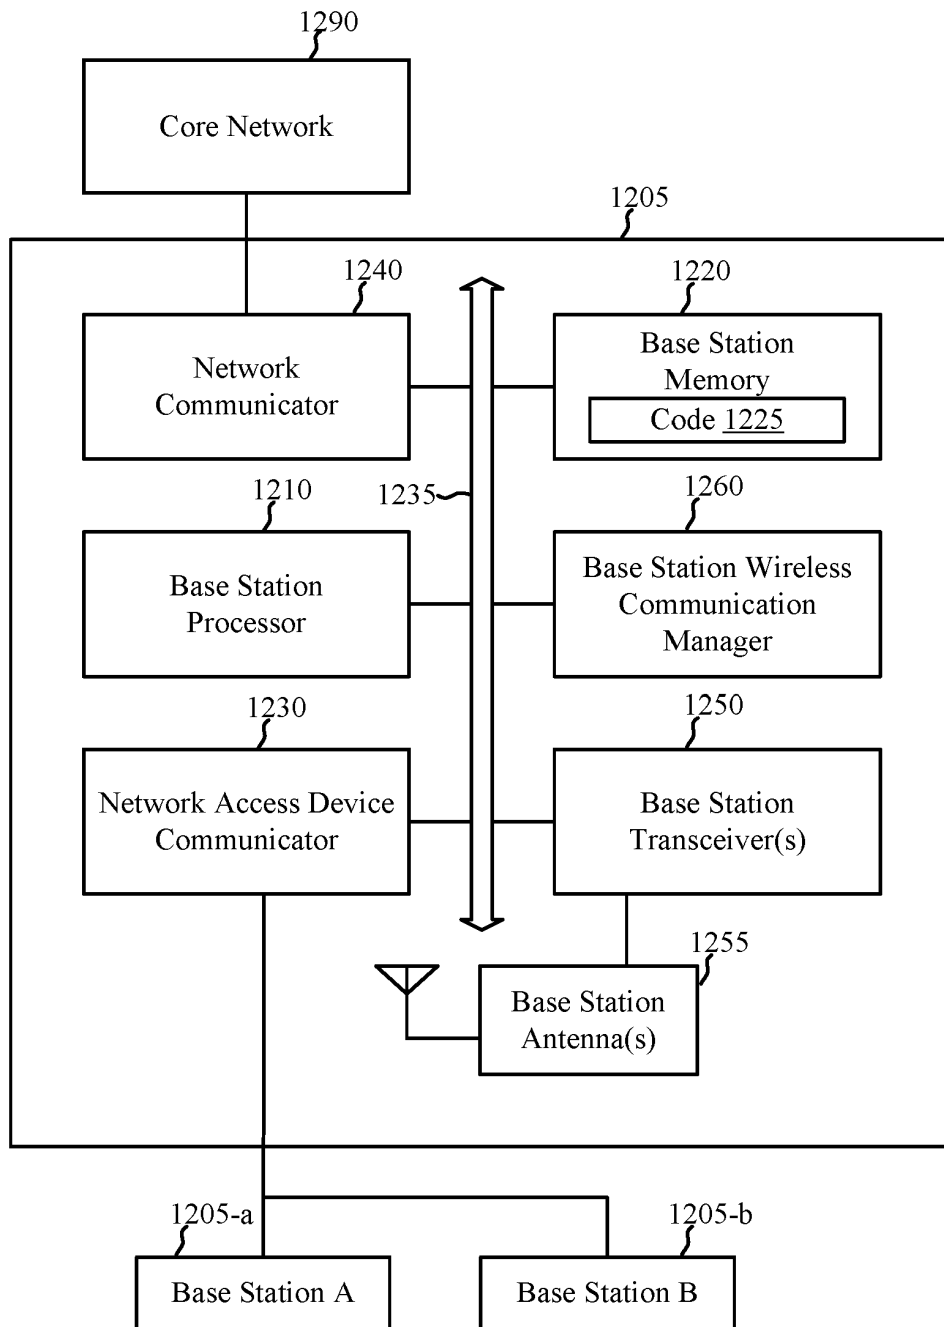 1290
Core Network
1205
1240
1220
Network
Communicator
Base Station
Memory
Code 1225
1235
1210
1260
Base Station
Processor
Base Station Wireless
Communication
Manager
1230
1250
Network Access Device
Communicator
Base Station
Transceiver(s)
1255
Base Station
Antenna(s)
1205-a
1205-b
Base Station A
Base Station B